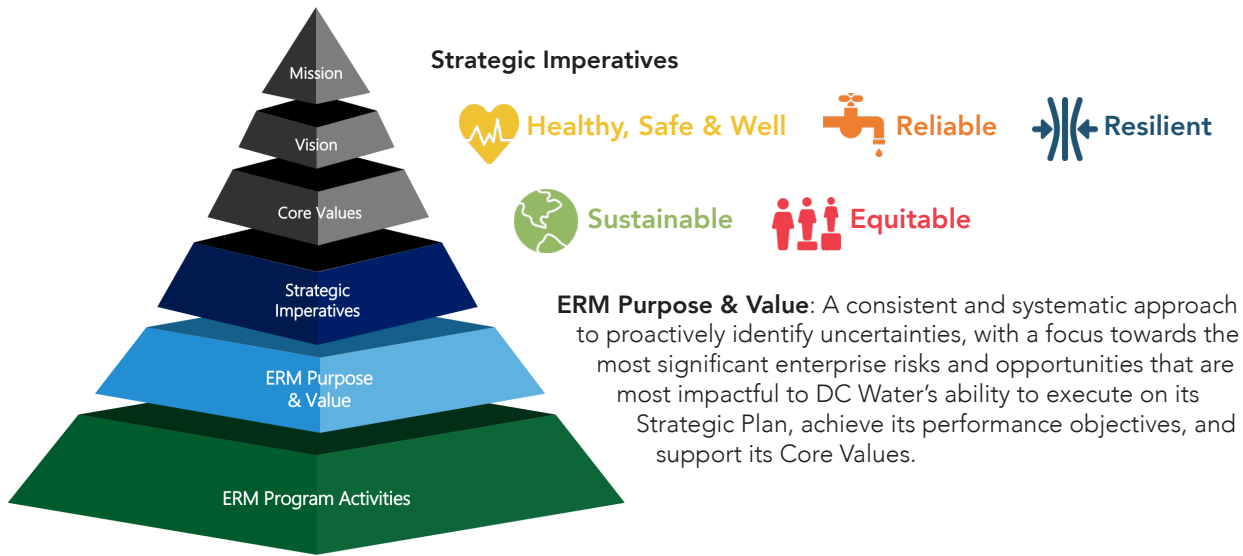 Mission
Vision
Core Values
Strategic
Imperatives
ERM Purpose
& Value
ERM Program Activities
Strategic Imperatives
Healthy, Safe & Well
Reliable
Resilient
Sustainable
Equitable
ERM Purpose & Value: A consistent and systematic approach
to proactively identify uncertainties, with a focus towards the
most significant enterprise risks and opportunities that are
most impactful to DC Water’s ability to execute on its
Strategic Plan, achieve its performance objectives, and
support its Core Values.